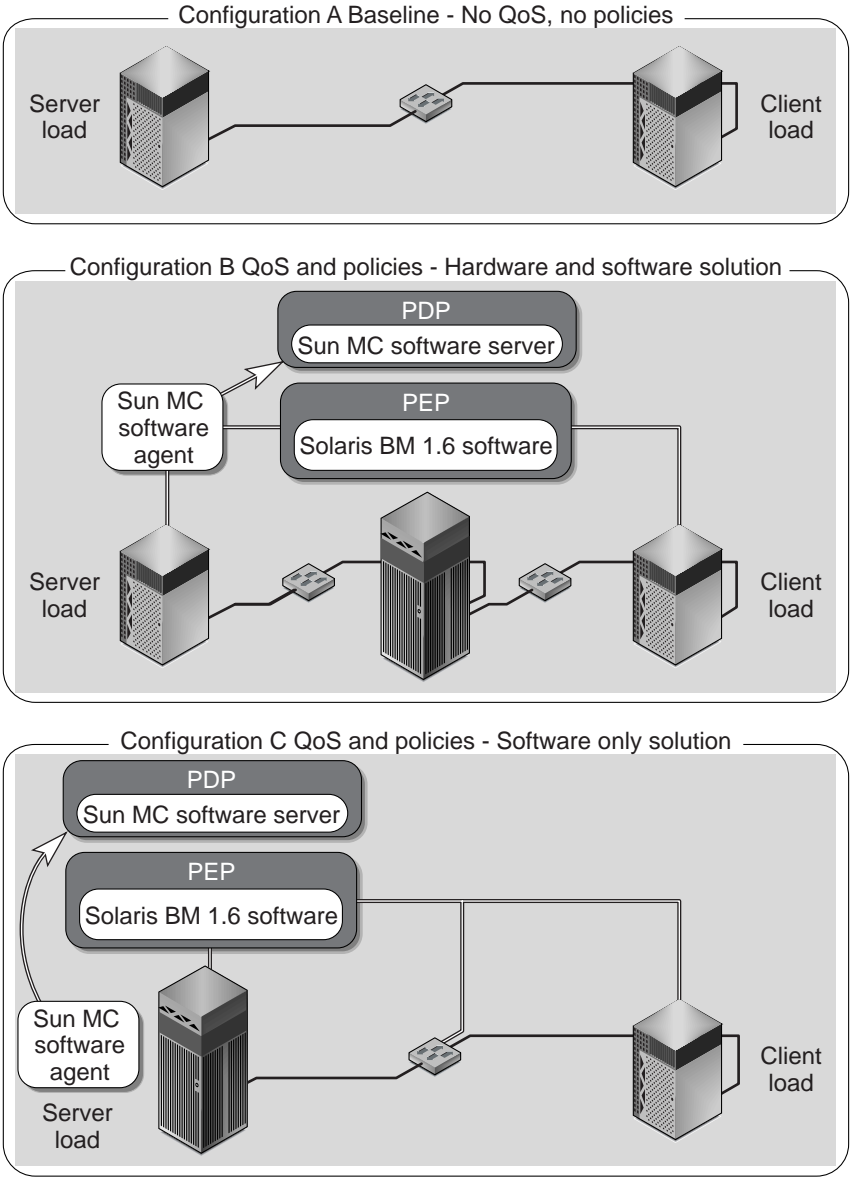 Configuration A Baseline - No QoS, no policies
Server
load
Client
load
Configuration B QoS and policies - Hardware and software solution
PDP
Sun MC software server
Sun MC
software
agent
PEP
Solaris BM 1.6 software
Server
load
Client
load
Configuration C QoS and policies - Software only solution
PDP
Sun MC software server
PEP
Solaris BM 1.6 software
Sun MC
software
agent
Server
load
Client
load